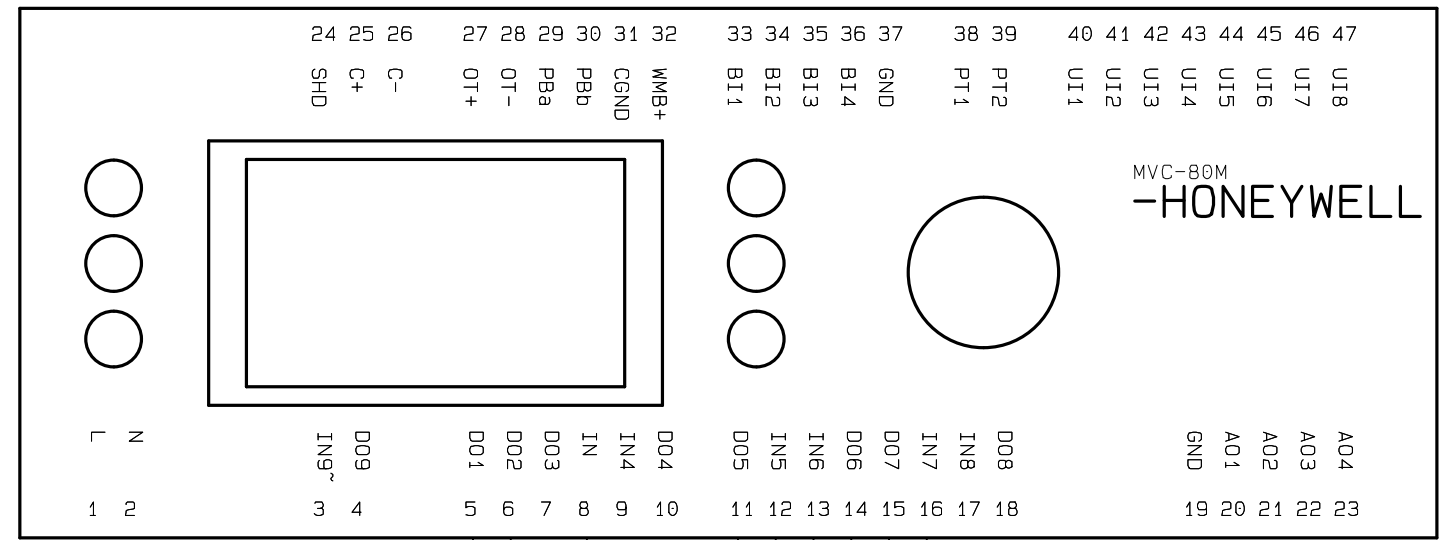 24 25 26 27 28 29 30 31 32 33 34 35 36 37 38 39 40 41 42 43 44 45 46 47
SHD C+ C- OT+ OT- PBa PBb CGND WMB+ BI1 BI2 BI3 BI4 GND PT1 PT2 UI1 UI2 UI3 UI4 UI5 UI6 UI7 UI8
MVC-80M
-HONEYWELL
L N IN9~ DO9 DO1 DO2 DO3 IN IN4 DO4 DO5 IN5 IN6 DO6 DO7 IN7 IN8 DO8 GND AO1 AO2 AO3 AO4
1 2 3 4 5 6 7 8 9 10 11 12 13 14 15 16 17 18 19 20 21 22 23